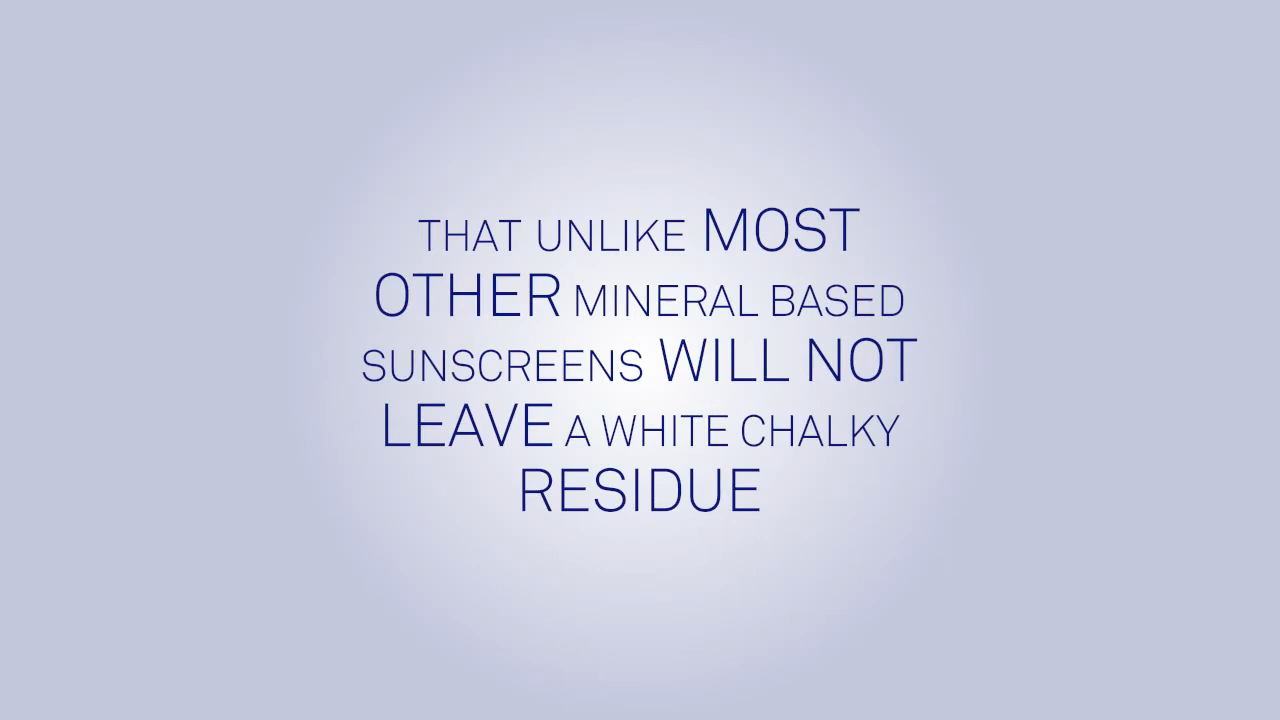 THAT UNLIKE MOST
OTHER MINERAL BASED
SUNSCREENS WILL NOT
LEAVE A WHITE CHALKY
RESIDUE